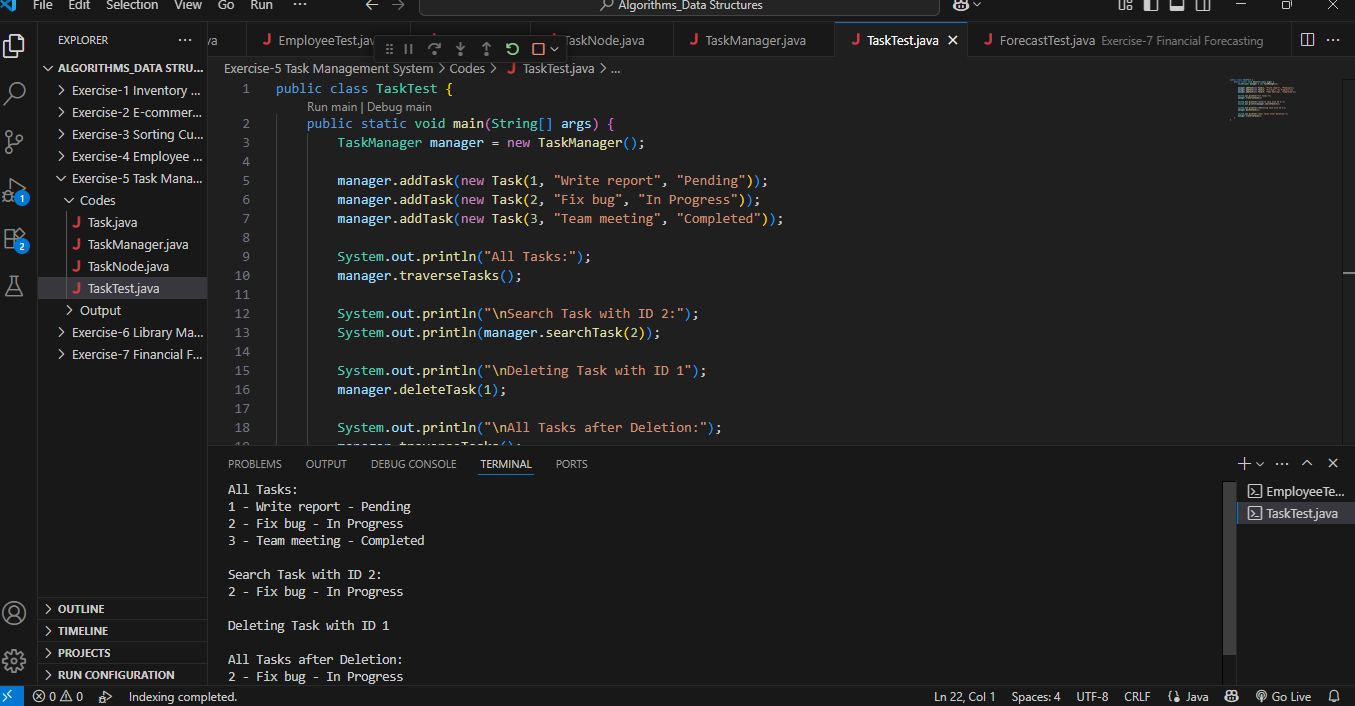 File Edit Selection View Go Run ··· Algorithms_Data Structures
EXPLORER ···
ALGORITHMS_DATA STRU...
Exercise-1 Inventory ...
Exercise-2 E-commer...
Exercise-3 Sorting Cu...
Exercise-4 Employee ...
Exercise-5 Task Mana...
Codes
J Task.java
J TaskManager.java
J TaskNode.java
J TaskTest.java
Output
Exercise-6 Library Ma...
Exercise-7 Financial F...
OUTLINE
TIMELINE
PROJECTS
RUN CONFIGURATION
1
2
va J EmployeeTest.jav TaskNode.java J TaskManager.java J TaskTest.java J ForecastTest.java Exercise-7 Financial Forecasting
Exercise-5 Task Management System > Codes > J TaskTest.java > ...
1 public class TaskTest {
Run main | Debug main
2 public static void main(String[] args) {
3 TaskManager manager = new TaskManager();
4
5 manager.addTask(new Task(1, "Write report", "Pending"));
6 manager.addTask(new Task(2, "Fix bug", "In Progress"));
7 manager.addTask(new Task(3, "Team meeting", "Completed"));
8
9 System.out.println("All Tasks:");
10 manager.traverseTasks();
11
12 System.out.println("\nSearch Task with ID 2:");
13 System.out.println(manager.searchTask(2));
14
15 System.out.println("\nDeleting Task with ID 1");
16 manager.deleteTask(1);
17
18 System.out.println("\nAll Tasks after Deletion:");
19 manager.traverseTasks();
PROBLEMS OUTPUT DEBUG CONSOLE TERMINAL PORTS
All Tasks:
1 - Write report - Pending
2 - Fix bug - In Progress
3 - Team meeting - Completed
Search Task with ID 2:
2 - Fix bug - In Progress
Deleting Task with ID 1
All Tasks after Deletion:
2 - Fix bug - In Progress
EmployeeTe...
TaskTest.java
0 0 Indexing completed. Ln 22, Col 1 Spaces: 4 UTF-8 CRLF {} Java Go Live